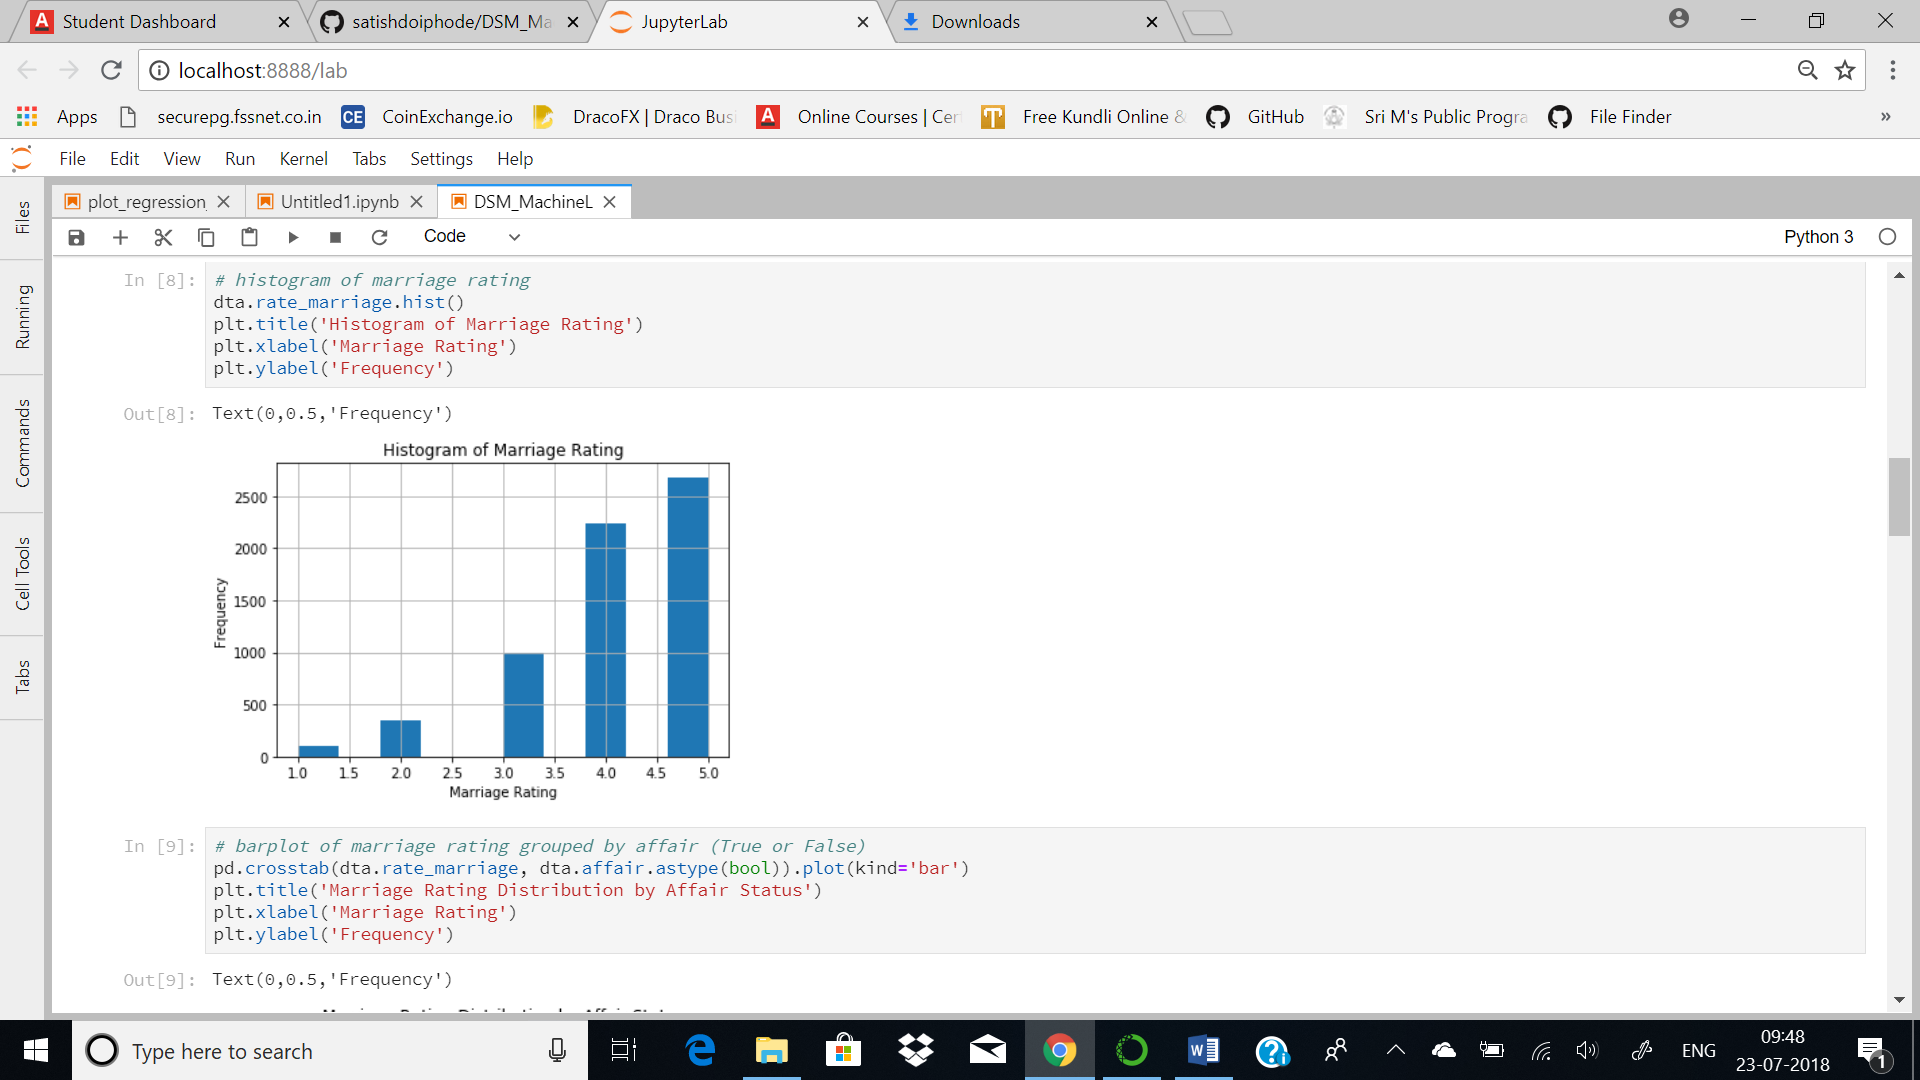 Student Dashboard
satishdoiphode/DSM_Ma
JupyterLab
Downloads
localhost:8888/lab
Apps
securepg.fssnet.co.in
CE CoinExchange.io
DracoFX | Draco Busi
A Online Courses | Cer
T Free Kundli Online &
GitHub
Sri M's Public Progra
File Finder
»
File Edit View Run Kernel Tabs Settings Help
Files
Running
Commands
Cell Tools
Tabs
plot_regression
Untitled1.ipynb
DSM_MachineL
Code
Python 3
In [8]:
# histogram of marriage rating
dta.rate_marriage.hist()
plt.title('Histogram of Marriage Rating')
plt.xlabel('Marriage Rating')
plt.ylabel('Frequency')
Out[8]: Text(0,0.5,'Frequency')
Histogram of Marriage Rating
2500
2000
1500
1000
500
0
Frequency
1.0 1.5 2.0 2.5 3.0 3.5 4.0 4.5 5.0
Marriage Rating
In [9]:
# barplot of marriage rating grouped by affair (True or False)
pd.crosstab(dta.rate_marriage, dta.affair.astype(bool)).plot(kind='bar')
plt.title('Marriage Rating Distribution by Affair Status')
plt.xlabel('Marriage Rating')
plt.ylabel('Frequency')
Out[9]: Text(0,0.5,'Frequency')
Type here to search
ENG
09:48
23-07-2018
1